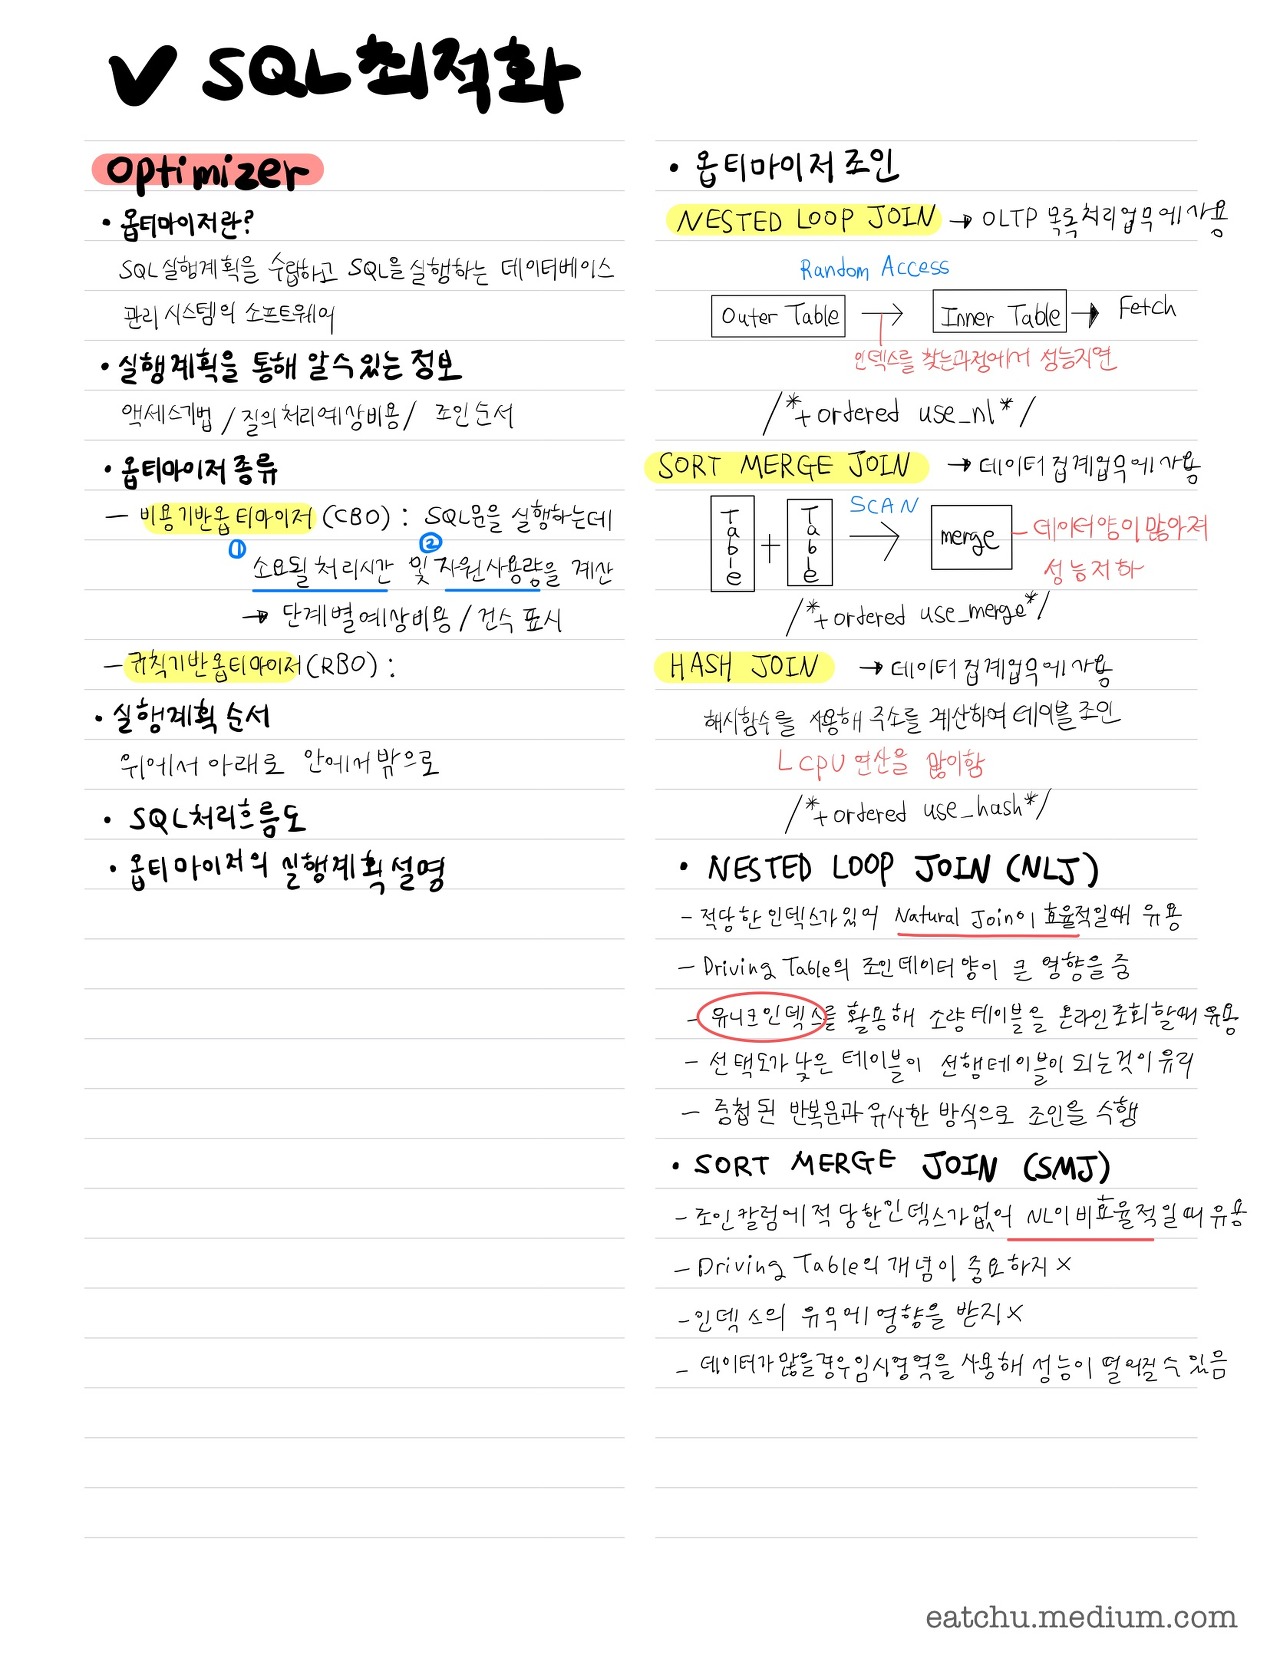 ✓ SQL 최적화
Optimizer
• 옵티마이저란?
SQL 실행계획을 수립하고 SQL을 실행하는 데이터베이스
관리 시스템의 소프트웨어
• 실행계획을 통해 알 수 있는 정보
액세스기법 / 질의처리예상비용 / 조인순서
• 옵티마이저 종류
– 비용기반옵티마이저 (CBO) : SQL문을 실행하는데
① ②
소요될 처리시간 및 자원사용량을 계산
→ 단계별 예상비용 / 건수 표시
– 규칙기반옵티마이저 (RBO) :
• 실행계획 순서
위에서 아래로 안에서 밖으로
• SQL처리흐름도
• 옵티마이저의 실행계획 설명
• 옵티마이저 조인
NESTED LOOP JOIN → OLTP 목록처리업무에 사용
Random Access
Outer Table → Inner Table → Fetch
인덱스를 찾는과정에서 성능지연
/*+ ordered use_nl */
SORT MERGE JOIN → 데이터 집계업무에 사용
Table + Table SCAN → merge – 데이터양이 많아져
성능저하
/*+ ordered use_merge */
HASH JOIN → 데이터 집계업무에 사용
해시함수를 사용해 주소를 계산하여 테이블 조인
└ CPU 연산을 많이함
/*+ ordered use_hash */
• NESTED LOOP JOIN (NLJ)
– 적당한 인덱스가 있어 Natural Join이 효율적일때 유용
– Driving Table의 조인 데이터 양이 큰 영향을 줌
– 유니크 인덱스를 활용해 소량 테이블을 온라인 조회할때 유용
– 선택도가 낮은 테이블이 선행테이블이 되는것이 유리
– 중첩된 반복문과 유사한 방식으로 조인을 수행
• SORT MERGE JOIN (SMJ)
– 조인칼럼에 적당한 인덱스가 없어 NL이 비효율적일때 유용
– Driving Table의 개념이 중요하지 X
– 인덱스의 유무에 영향을 받지 X
– 데이터가 많을경우 임시영역을 사용해 성능이 떨어질수 있음
eatchu.medium.com